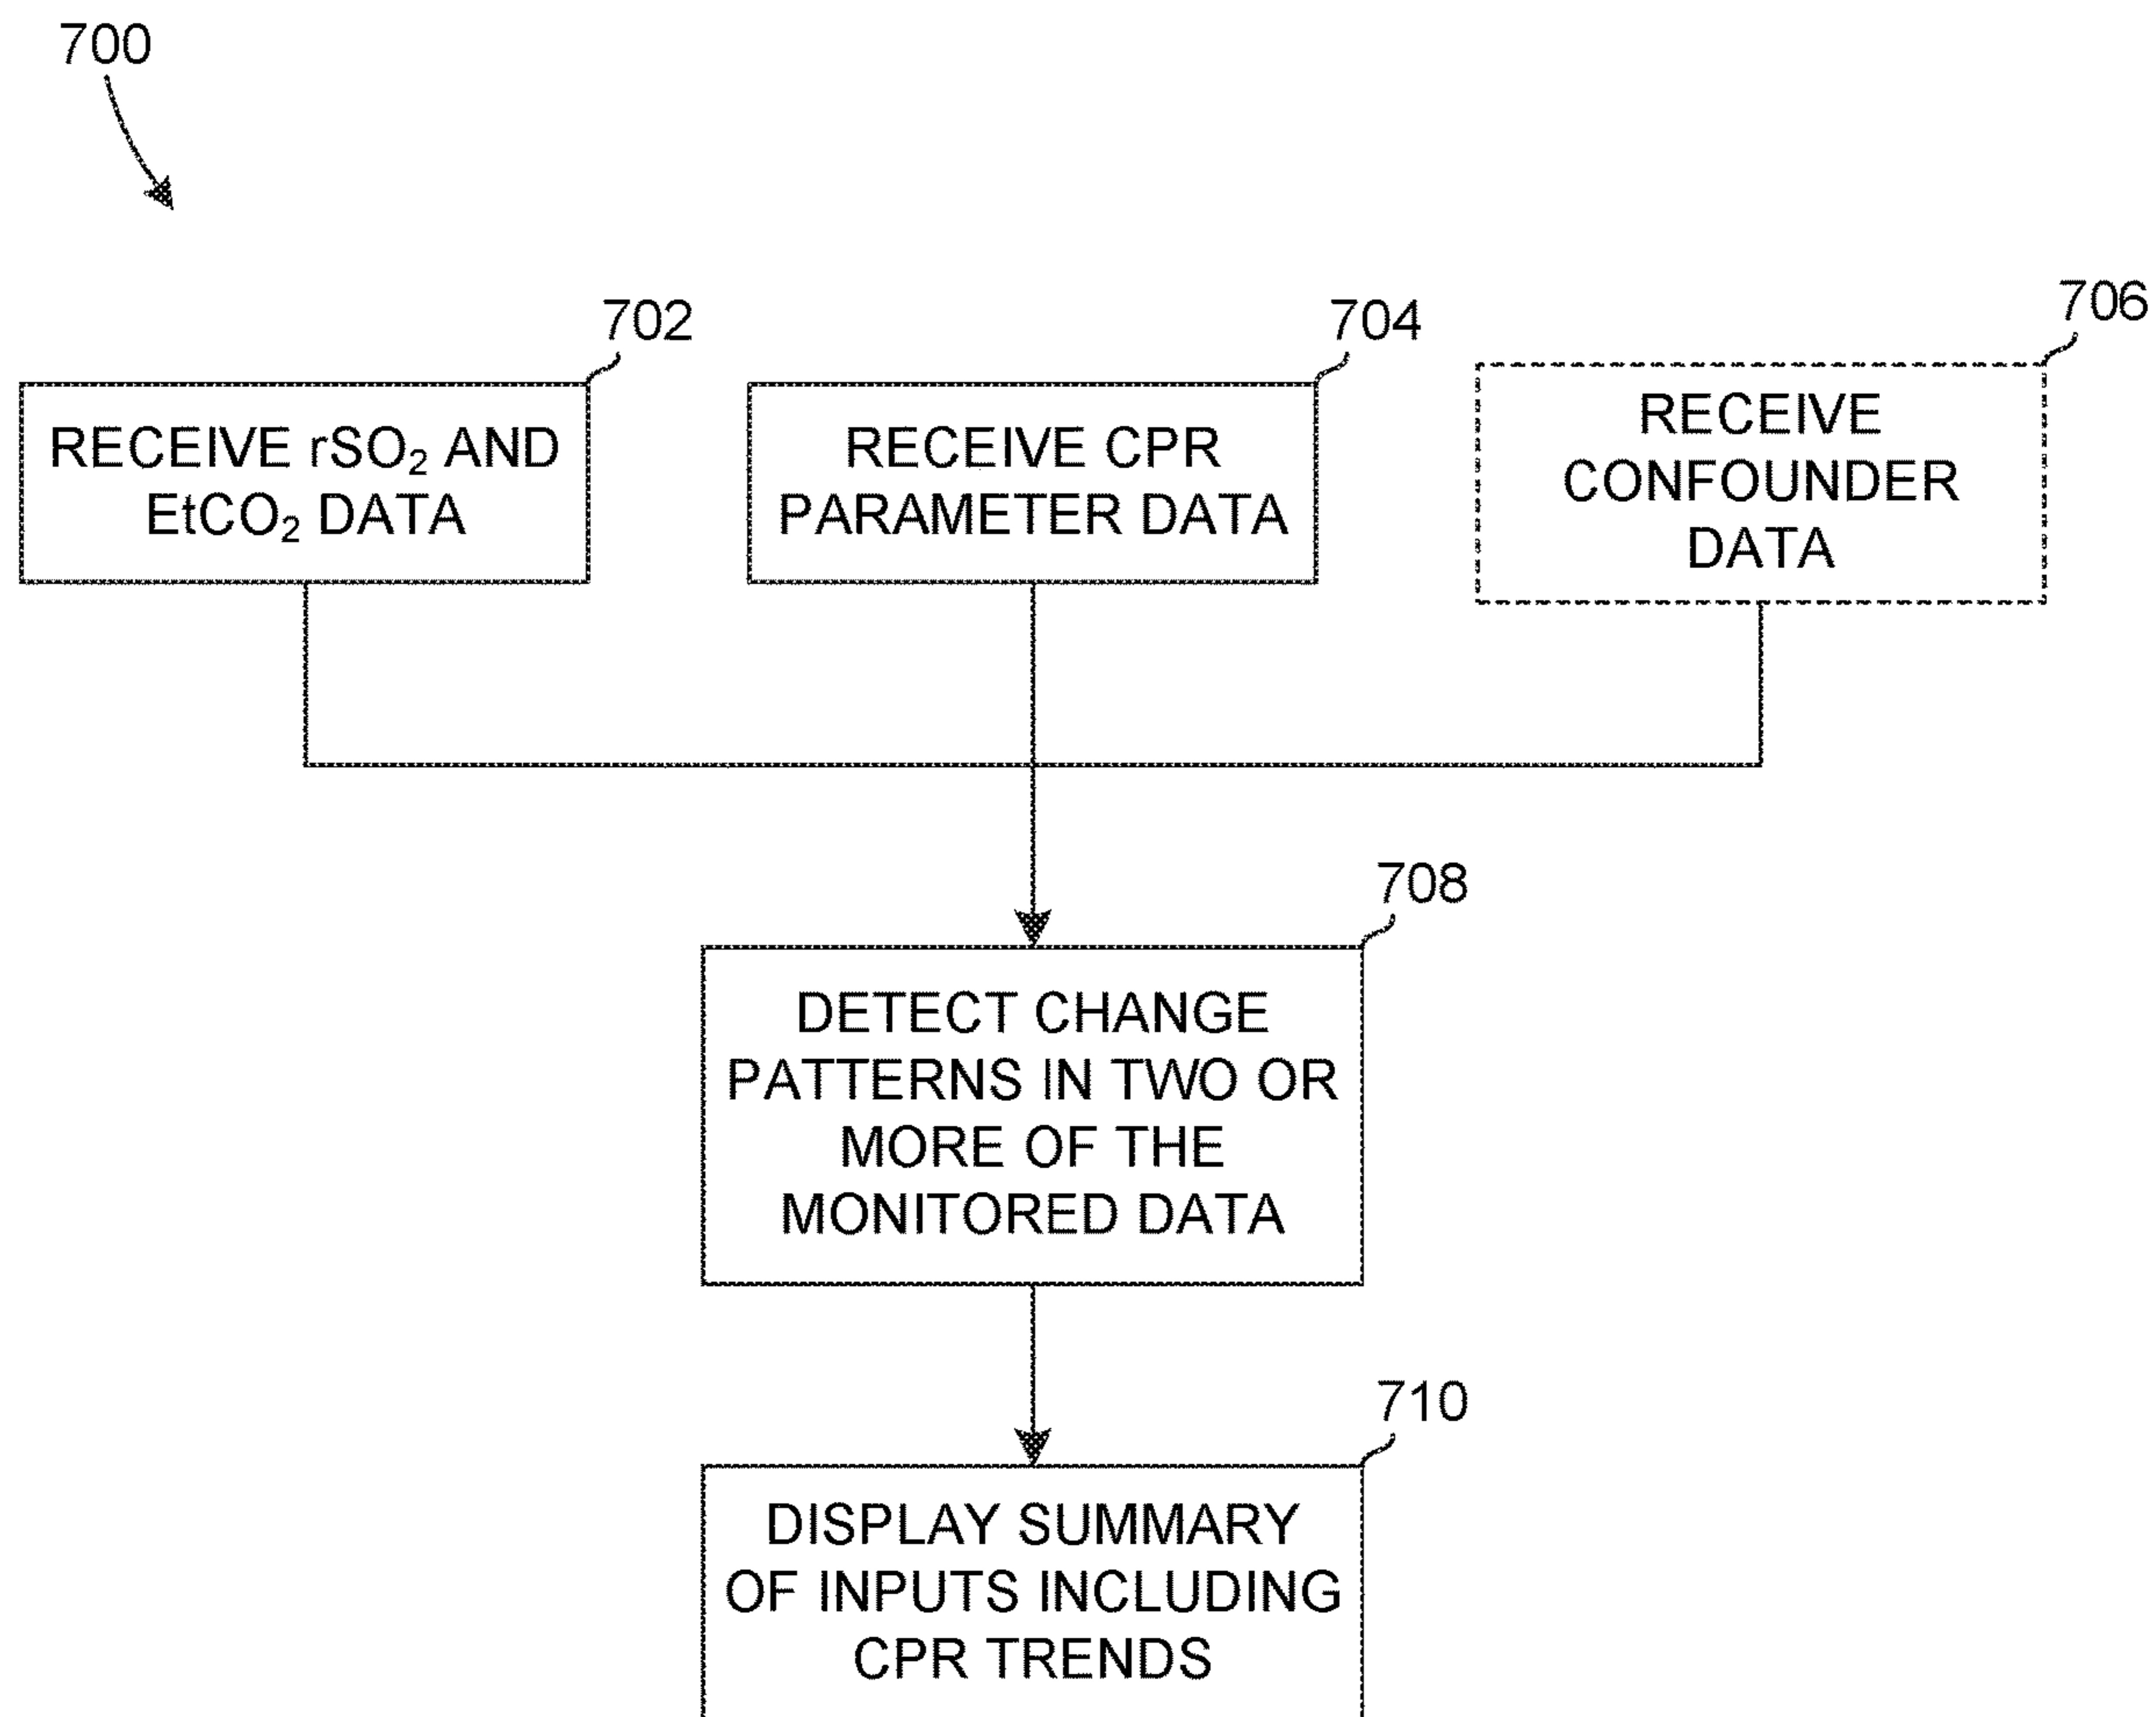 700
702
RECEIVE rSO₂ AND
EtCO₂ DATA
704
RECEIVE CPR
PARAMETER DATA
706
RECEIVE
CONFOUNDER
DATA
708
DETECT CHANGE
PATTERNS IN TWO OR
MORE OF THE
MONITORED DATA
710
DISPLAY SUMMARY
OF INPUTS INCLUDING
CPR TRENDS